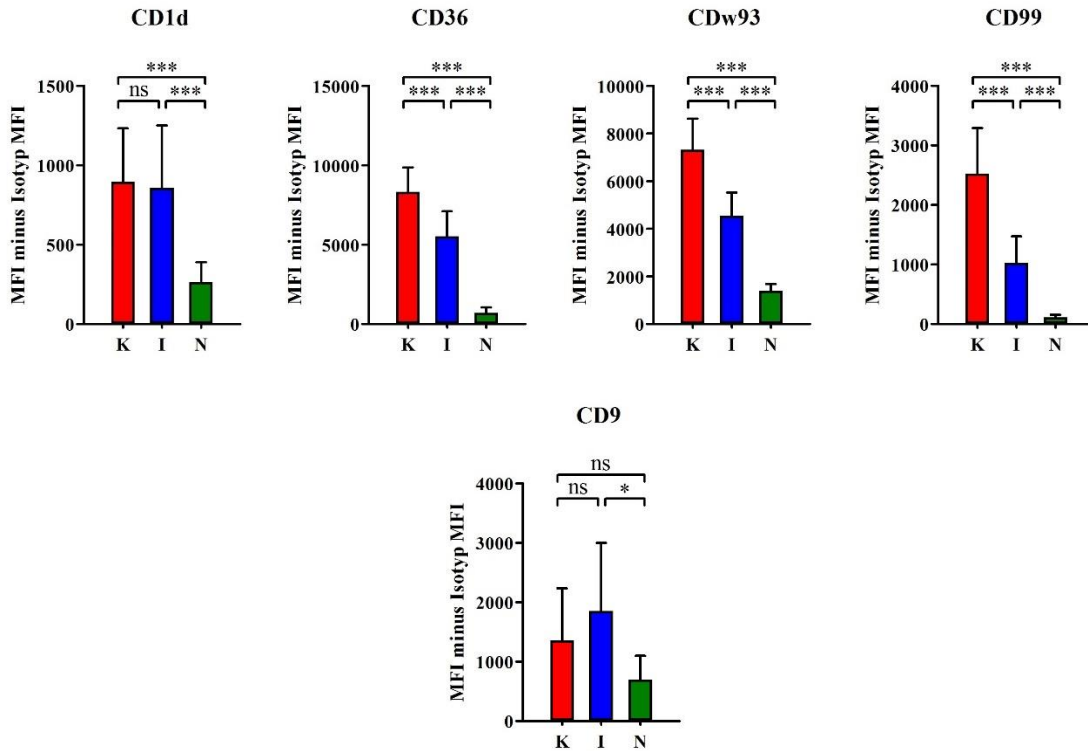 CD1d
MFI minus Isotyp MFI
1500
1000
500
0
***
ns
***
K I N
CD36
MFI minus Isotyp MFI
15000
10000
5000
0
***
***
***
K I N
CDw93
MFI minus Isotyp MFI
10000
8000
6000
4000
2000
0
***
***
***
K I N
CD99
MFI minus Isotyp MFI
4000
3000
2000
1000
0
***
***
***
K I N
CD9
MFI minus Isotyp MFI
4000
3000
2000
1000
0
ns
ns
*
K I N